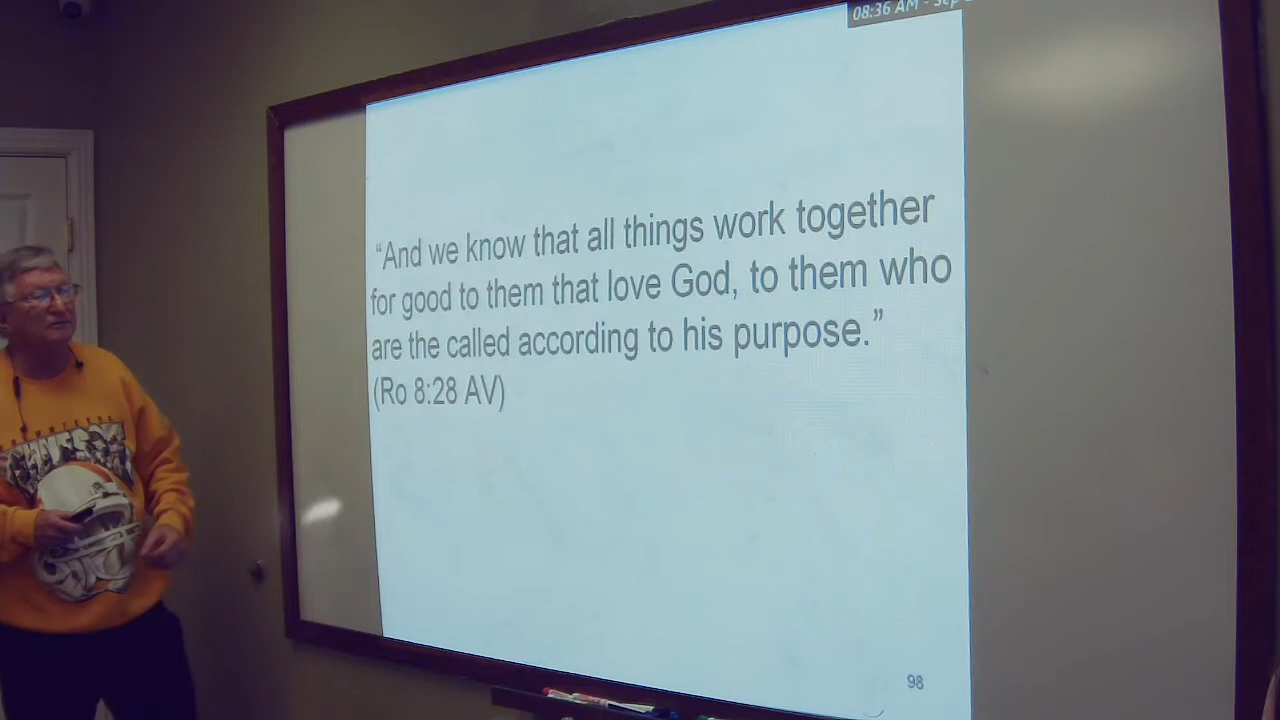 08:36 AM - Sep
“And we know that all things work together
for good to them that love God, to them who
are the called according to his purpose.”
(Ro 8:28 AV)
98